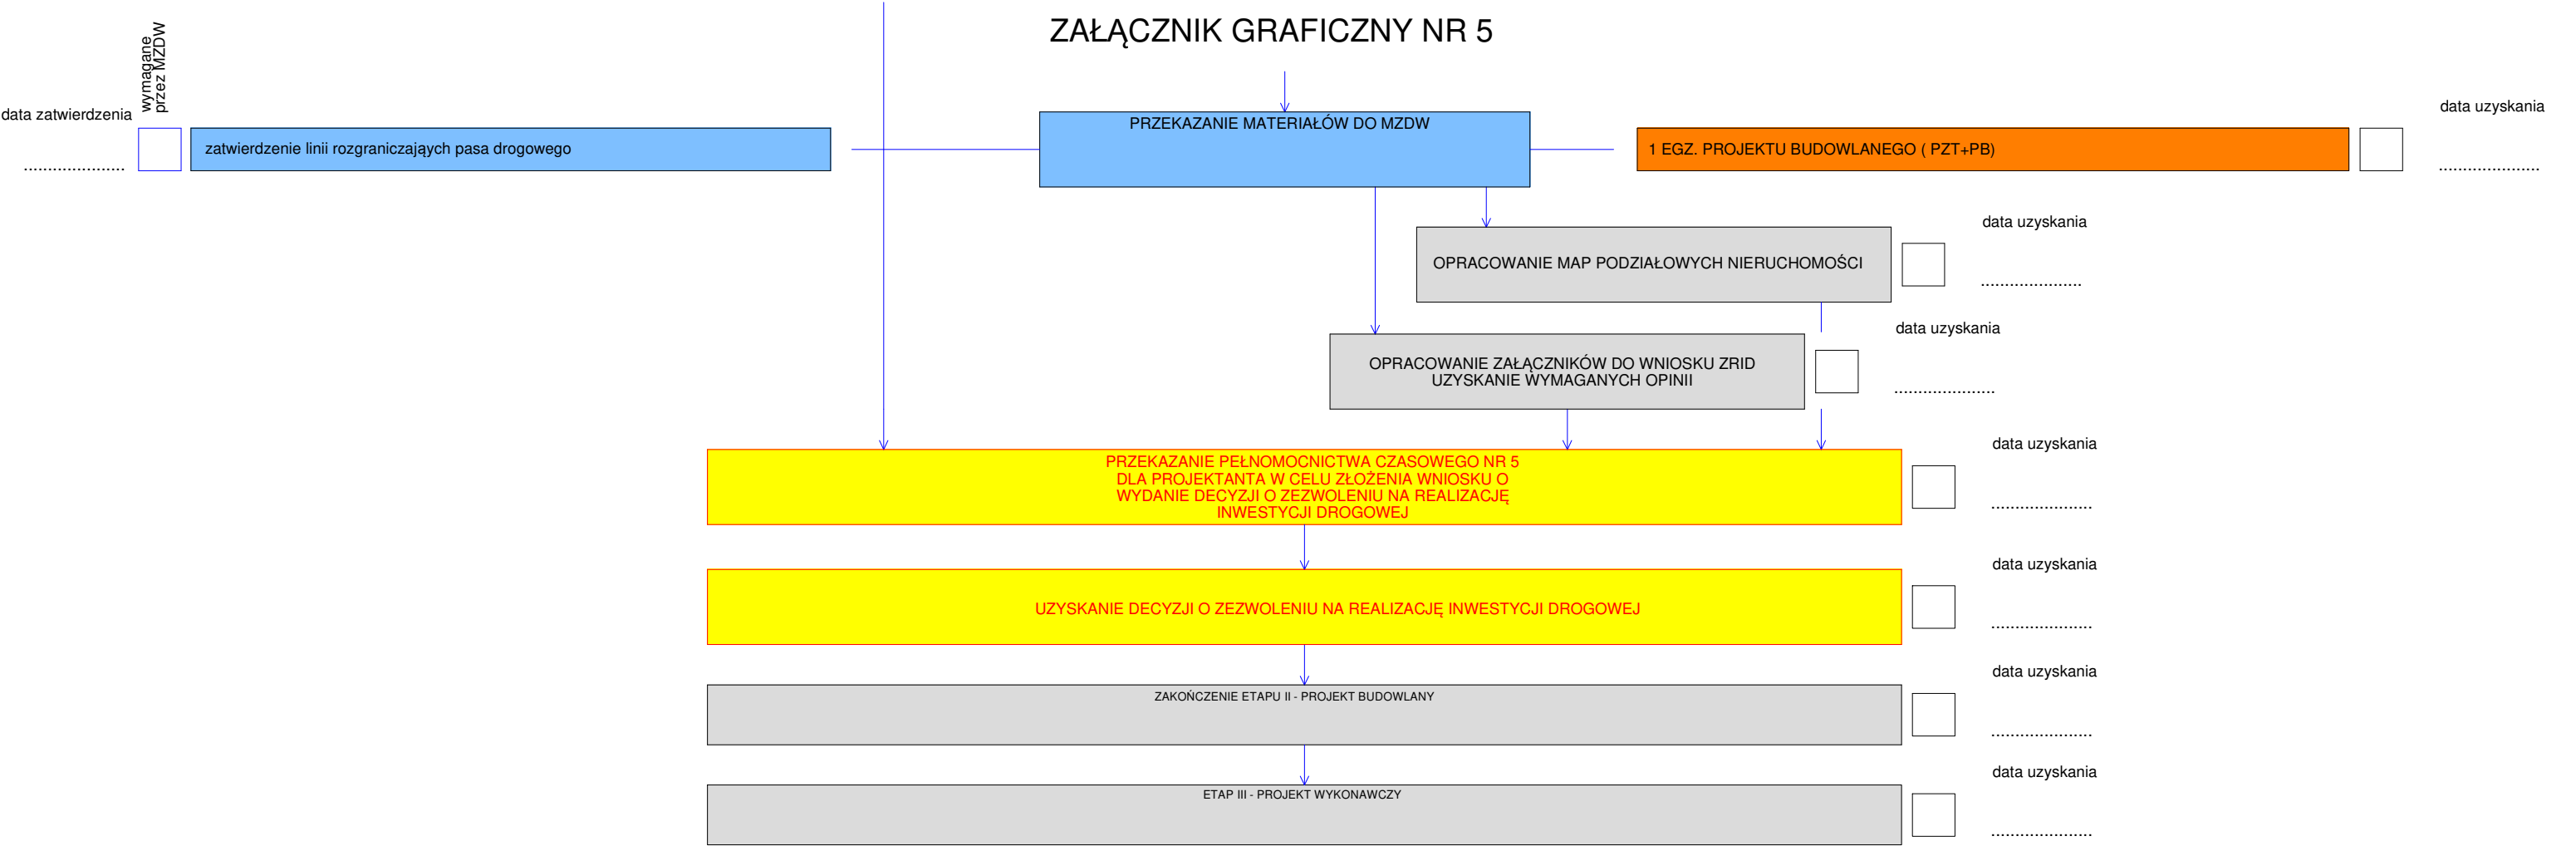 ZAŁĄCZNIK GRAFICZNY NR 5
wymagane
przez MZDW
data zatwierdzenia
.....................
zatwierdzenie linii rozgraniczająych pasa drogowego
PRZEKAZANIE MATERIAŁÓW DO MZDW
1 EGZ. PROJEKTU BUDOWLANEGO ( PZT+PB)
data uzyskania
.....................
OPRACOWANIE MAP PODZIAŁOWYCH NIERUCHOMOŚCI
data uzyskania
.....................
OPRACOWANIE ZAŁĄCZNIKÓW DO WNIOSKU ZRID
UZYSKANIE WYMAGANYCH OPINII
data uzyskania
.....................
PRZEKAZANIE PEŁNOMOCNICTWA CZASOWEGO NR 5
DLA PROJEKTANTA W CELU ZŁOŻENIA WNIOSKU O
WYDANIE DECYZJI O ZEZWOLENIU NA REALIZACJĘ
INWESTYCJI DROGOWEJ
data uzyskania
.....................
UZYSKANIE DECYZJI O ZEZWOLENIU NA REALIZACJĘ INWESTYCJI DROGOWEJ
data uzyskania
.....................
ZAKOŃCZENIE ETAPU II - PROJEKT BUDOWLANY
data uzyskania
.....................
ETAP III - PROJEKT WYKONAWCZY
data uzyskania
.....................